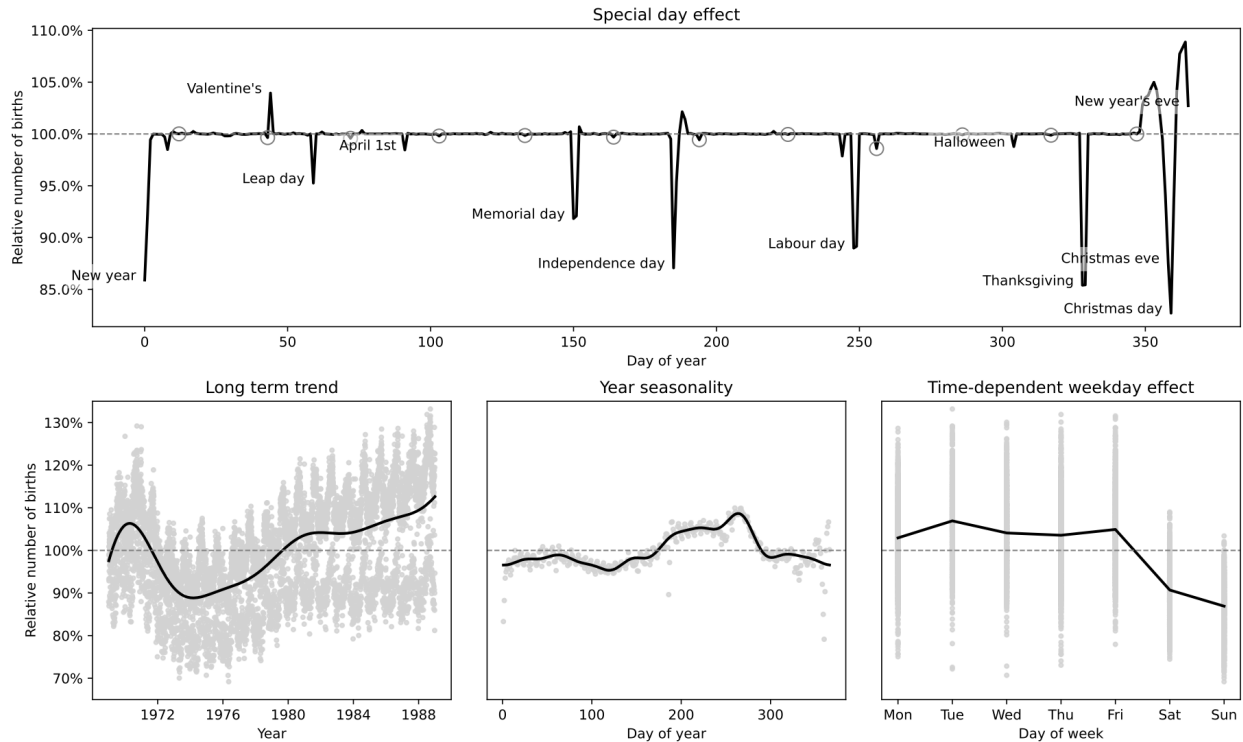 Special day effect
Relative number of births
110.0%
105.0%
100.0%
95.0%
90.0%
85.0%
New year
Valentine's
Leap day
April 1st
Memorial day
Independence day
Labour day
Halloween
Thanksgiving
New year's eve
Christmas eve
Christmas day
0 50 100 150 200 250 300 350
Day of year
Long term trend
Relative number of births
130%
120%
110%
100%
90%
80%
70%
1972 1976 1980 1984 1988
Year
Year seasonality
0 100 200 300
Day of year
Time-dependent weekday effect
Mon Tue Wed Thu Fri Sat Sun
Day of week